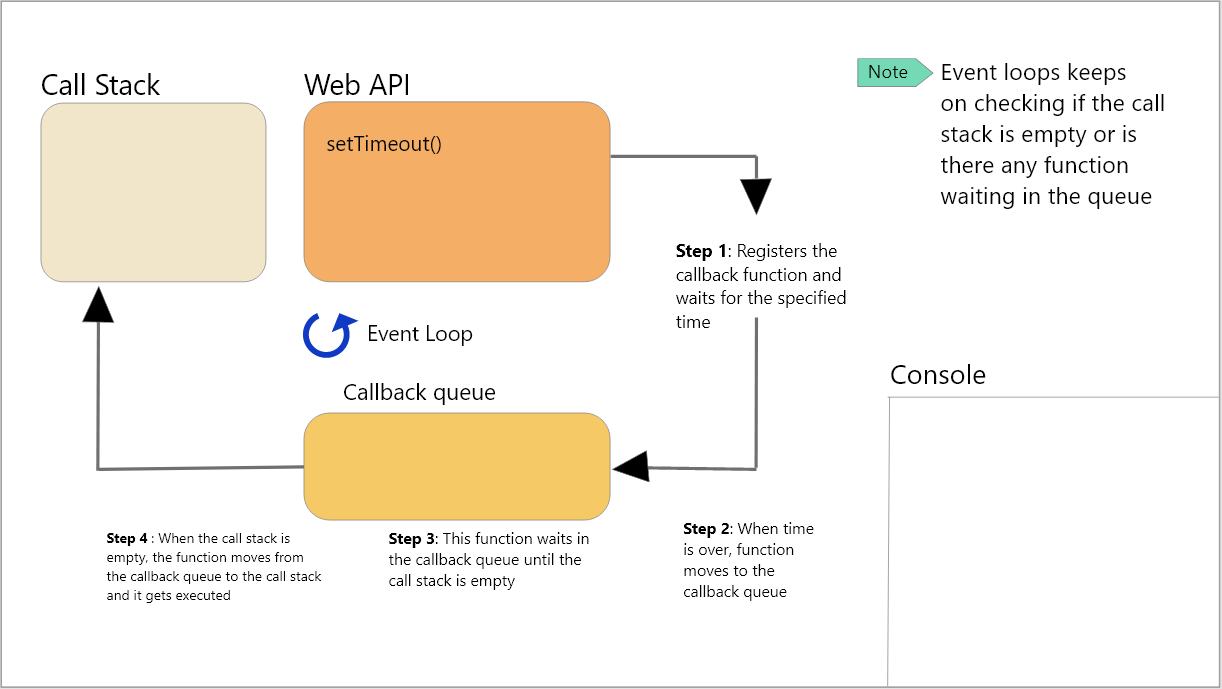 Call Stack
Web API
setTimeout()
Note
Event loops keeps
on checking if the call
stack is empty or is
there any function
waiting in the queue
Step 1: Registers the
callback function and
waits for the specified
time
Event Loop
Callback queue
Console
Step 4 : When the call stack is
empty, the function moves from
the callback queue to the call stack
and it gets executed
Step 3: This function waits in
the callback queue until the
call stack is empty
Step 2: When time
is over, function
moves to the
callback queue